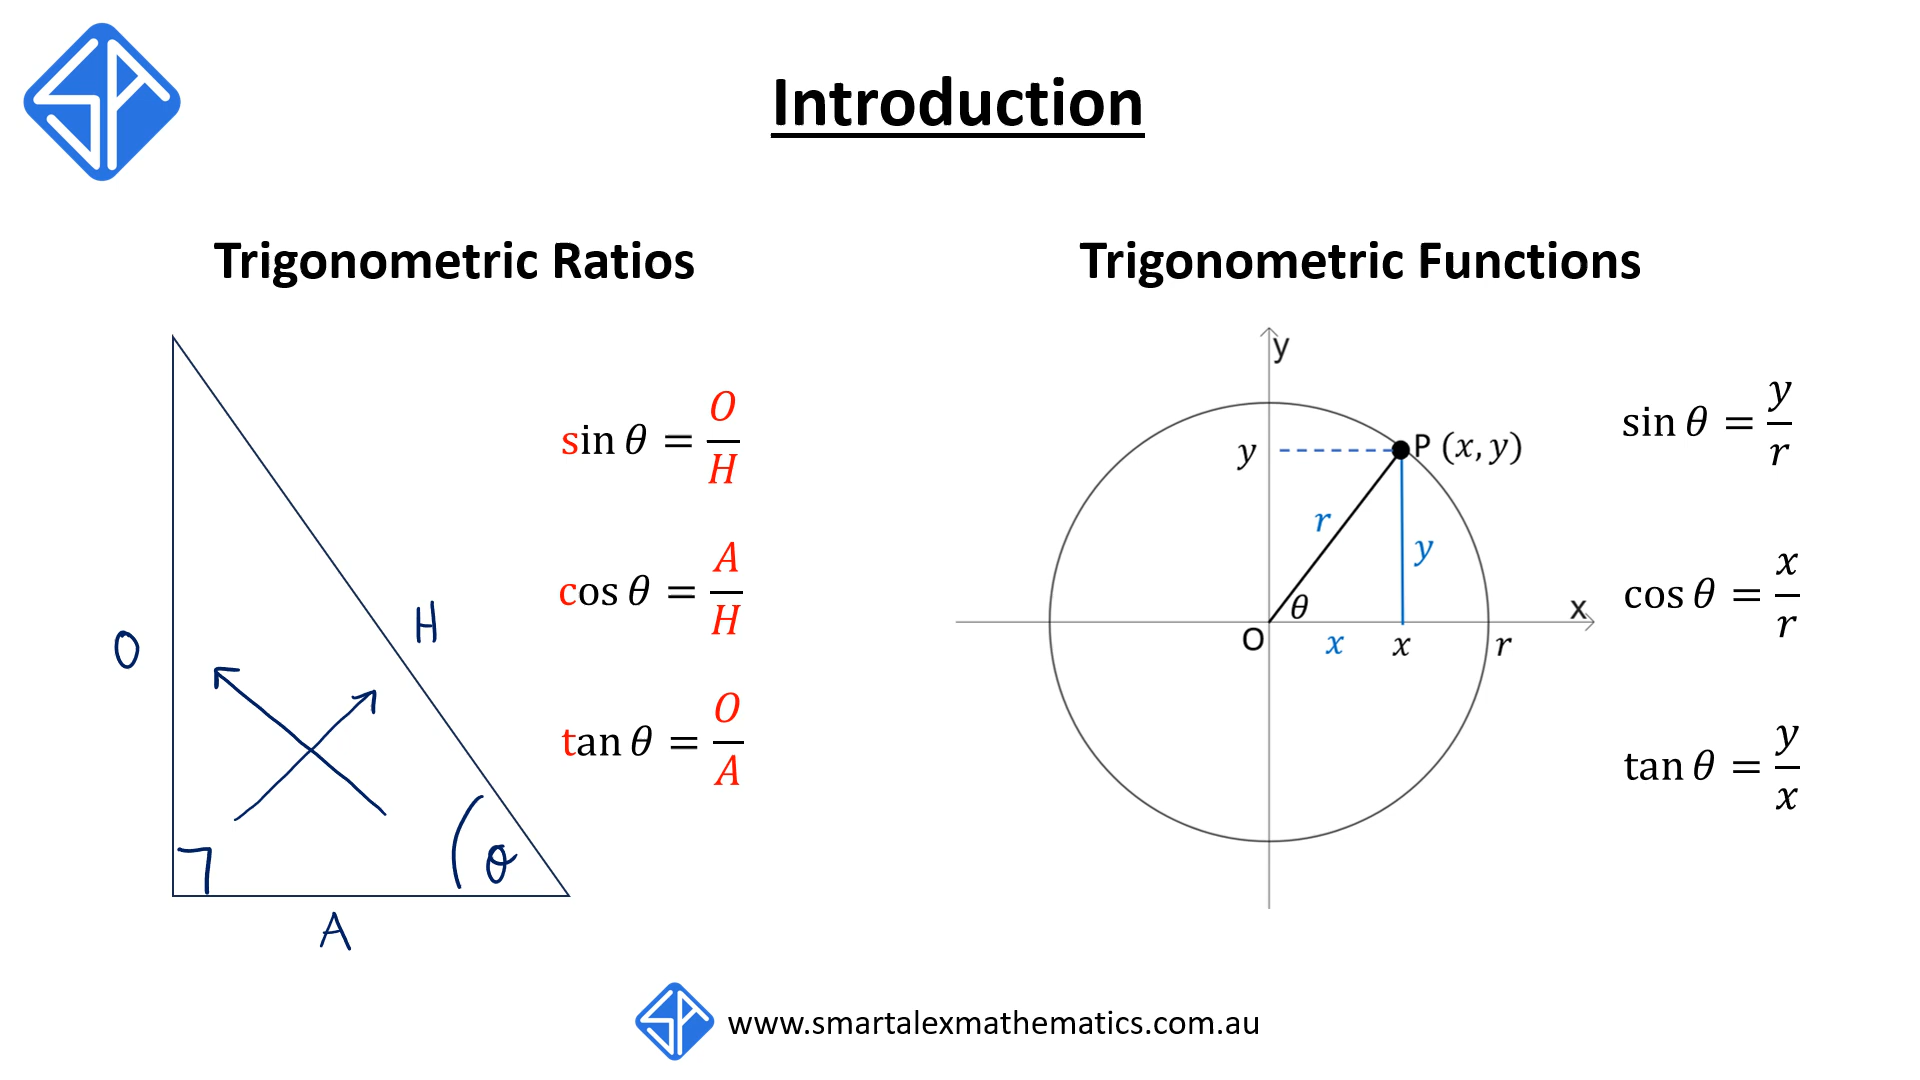 Introduction
Trigonometric Ratios
O
H
A
θ
sin θ = O/H
cos θ = A/H
tan θ = O/A
Trigonometric Functions
y
y
P (x, y)
r
y
θ
x
O
x
x
r
sin θ = y/r
cos θ = x/r
tan θ = y/x
www.smartalexmathematics.com.au